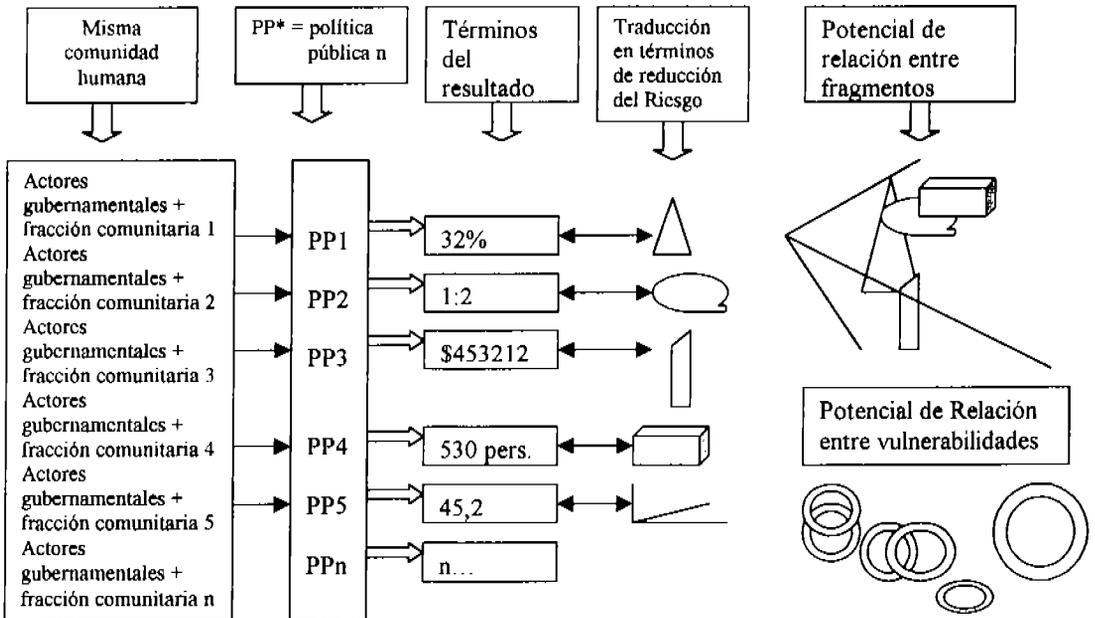 Misma
comunidad
humana
PP* = política
pública n
Términos
del
resultado
Traducción
en términos
de reducción
del Riesgo
Potencial de
relación entre
fragmentos
Actores
gubernamentales +
fracción comunitaria 1
Actores
gubernamentales +
fracción comunitaria 2
Actores
gubernamentales +
fracción comunitaria 3
Actores
gubernamentales +
fracción comunitaria 4
Actores
gubernamentales +
fracción comunitaria 5
Actores
gubernamentales +
fracción comunitaria n
PP1
PP2
PP3
PP4
PP5
PPn
32%
1:2
$453212
530 pers.
45,2
n...
Potencial de Relación
entre vulnerabilidades